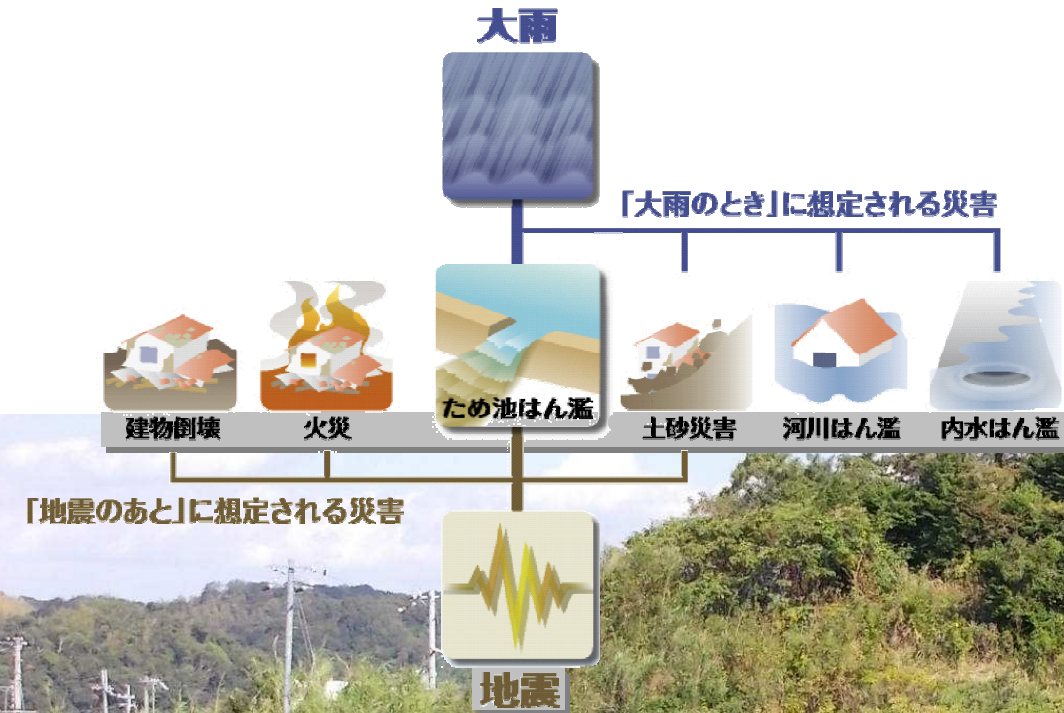 大雨
「大雨のとき」に想定される災害
建物倒壊
火災
ため池はん濫
土砂災害
河川はん濫
内水はん濫
「地震のあと」に想定される災害
地震